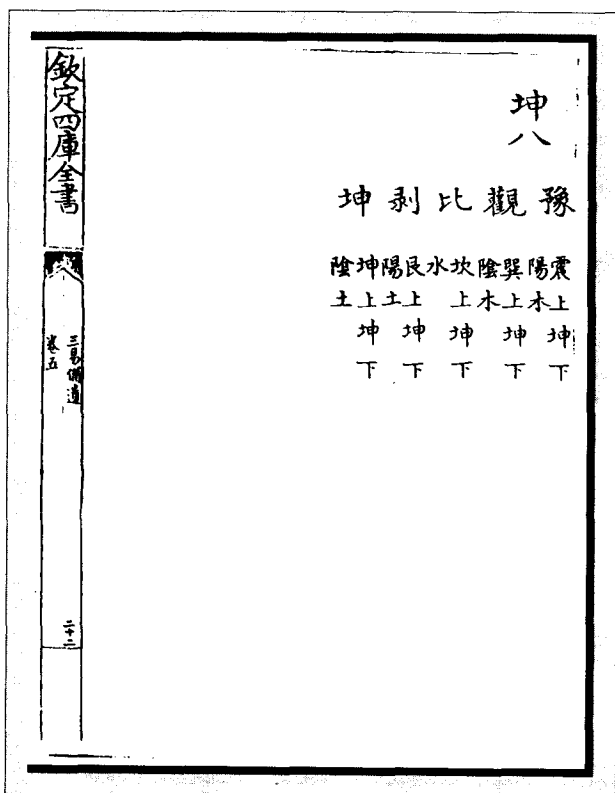 坤八
豫 震上坤下 陽木
觀 巽上坤下 陰木
比 坎上坤下 水
剥 艮上坤下 陽土
坤 坤上坤下 陰土
欽定四庫全書
三易備遺
卷五
二十二